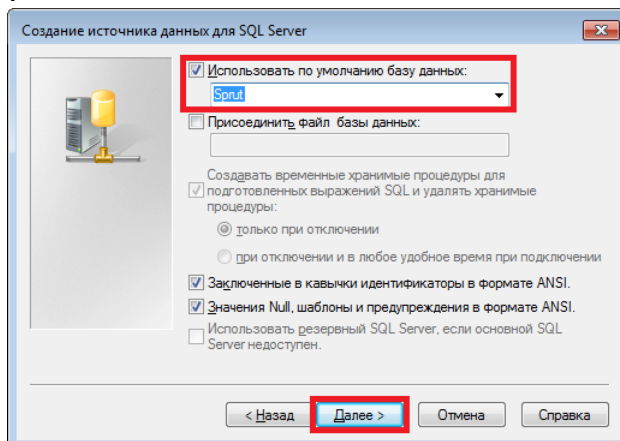 Создание источника данных для SQL Server
Использовать по умолчанию базу данных:
Sprut
Присоединить файл базы данных:
Создавать временные хранимые процедуры для
подготовленных выражений SQL и удалять хранимые
процедуры:
только при отключении
при отключении и в любое удобное время при подключении
Заключенные в кавычки идентификаторы в формате ANSI.
Значения Null, шаблоны и предупреждения в формате ANSI.
Использовать резервный SQL Server, если основной SQL
Server недоступен.
< Назад
Далее >
Отмена
Справка